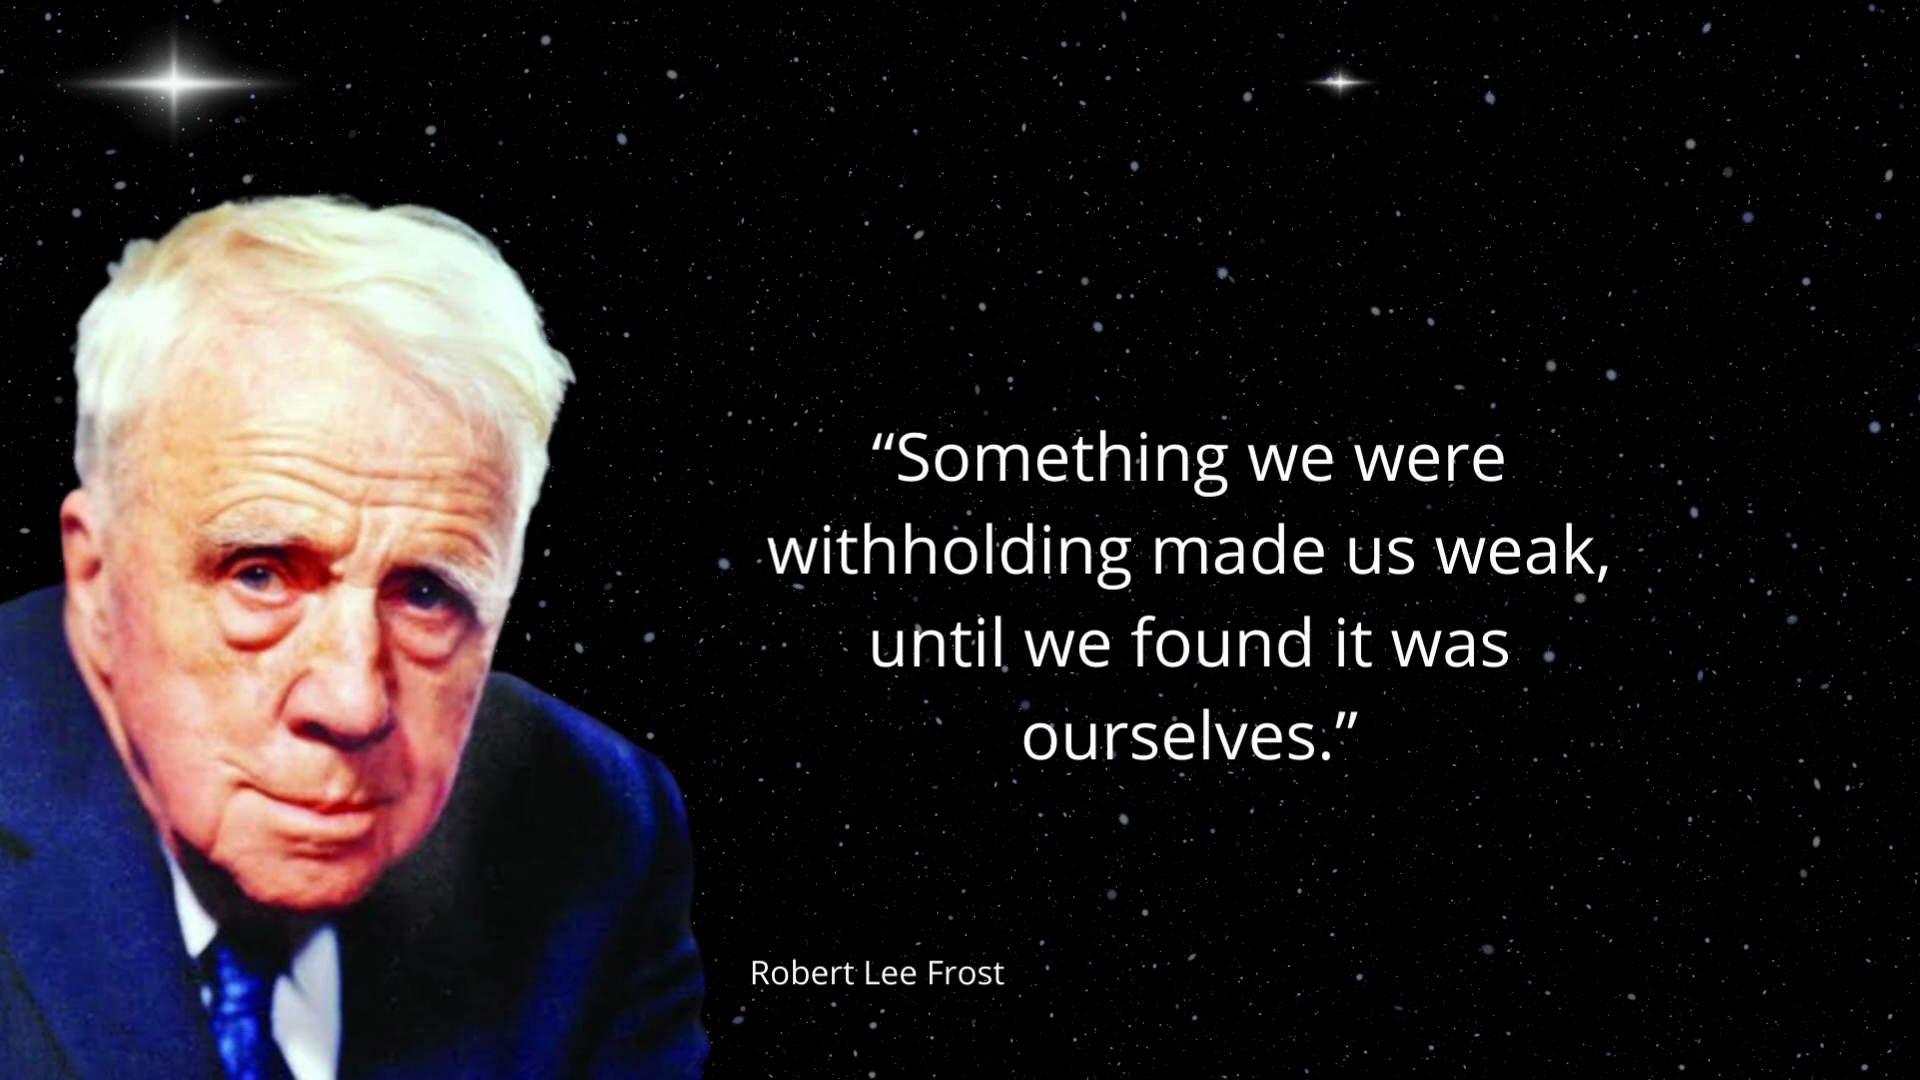 “Something we were
withholding made us weak,
until we found it was
ourselves.”
Robert Lee Frost